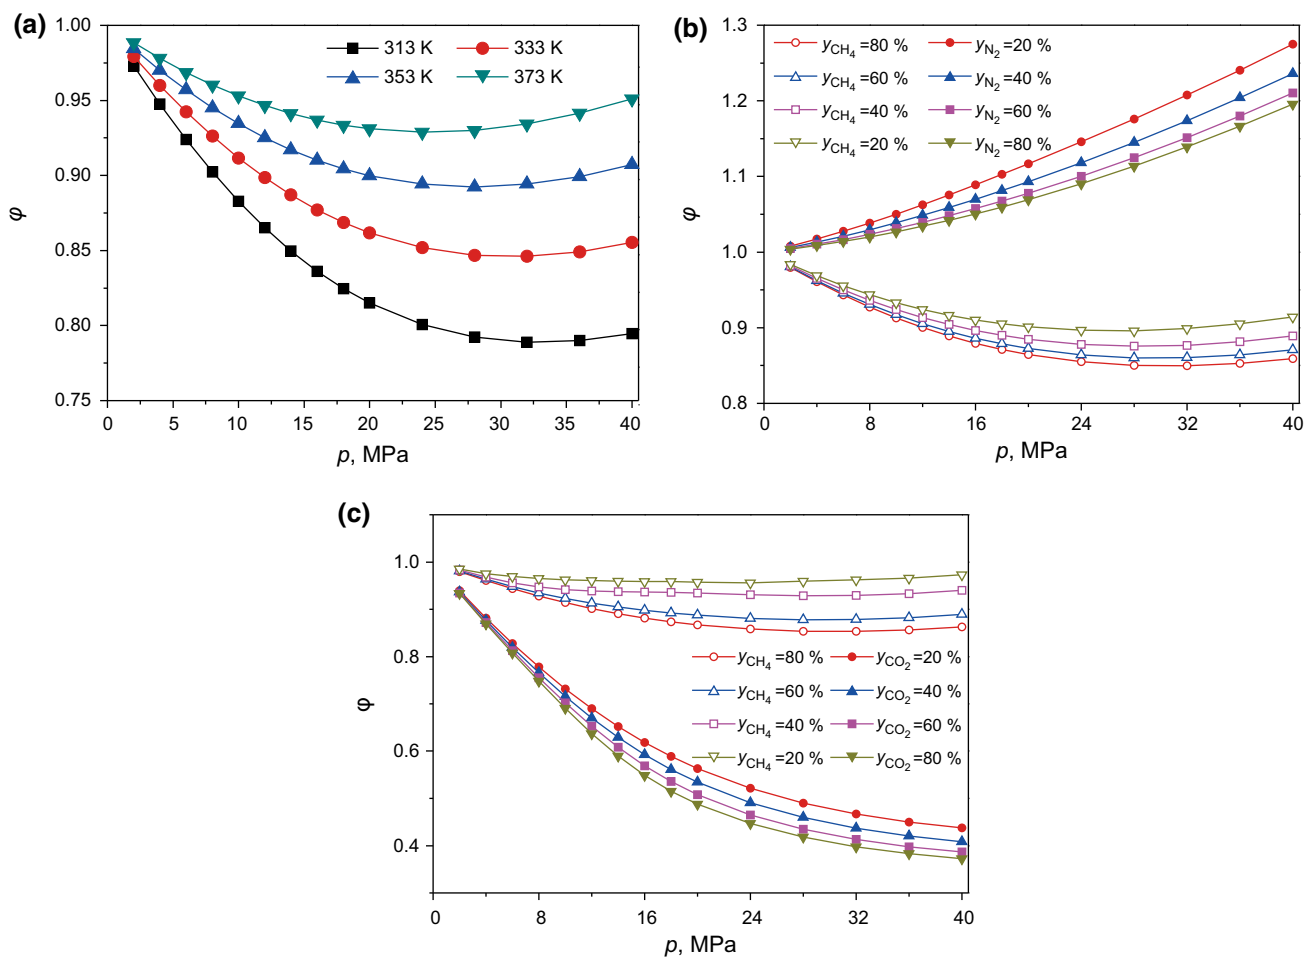 (a)
1.00
0.95
0.90
0.85
0.80
0.75
φ
313 K 333 K
353 K 373 K
0 5 10 15 20 25 30 35 40
p, MPa
(b)
1.3
1.2
1.1
1.0
0.9
0.8
φ
yCH4=80 % yN2=20 %
yCH4=60 % yN2=40 %
yCH4=40 % yN2=60 %
yCH4=20 % yN2=80 %
0 8 16 24 32 40
p, MPa
(c)
1.0
0.8
0.6
0.4
φ
yCH4=80 % yCO2=20 %
yCH4=60 % yCO2=40 %
yCH4=40 % yCO2=60 %
yCH4=20 % yCO2=80 %
0 8 16 24 32 40
p, MPa